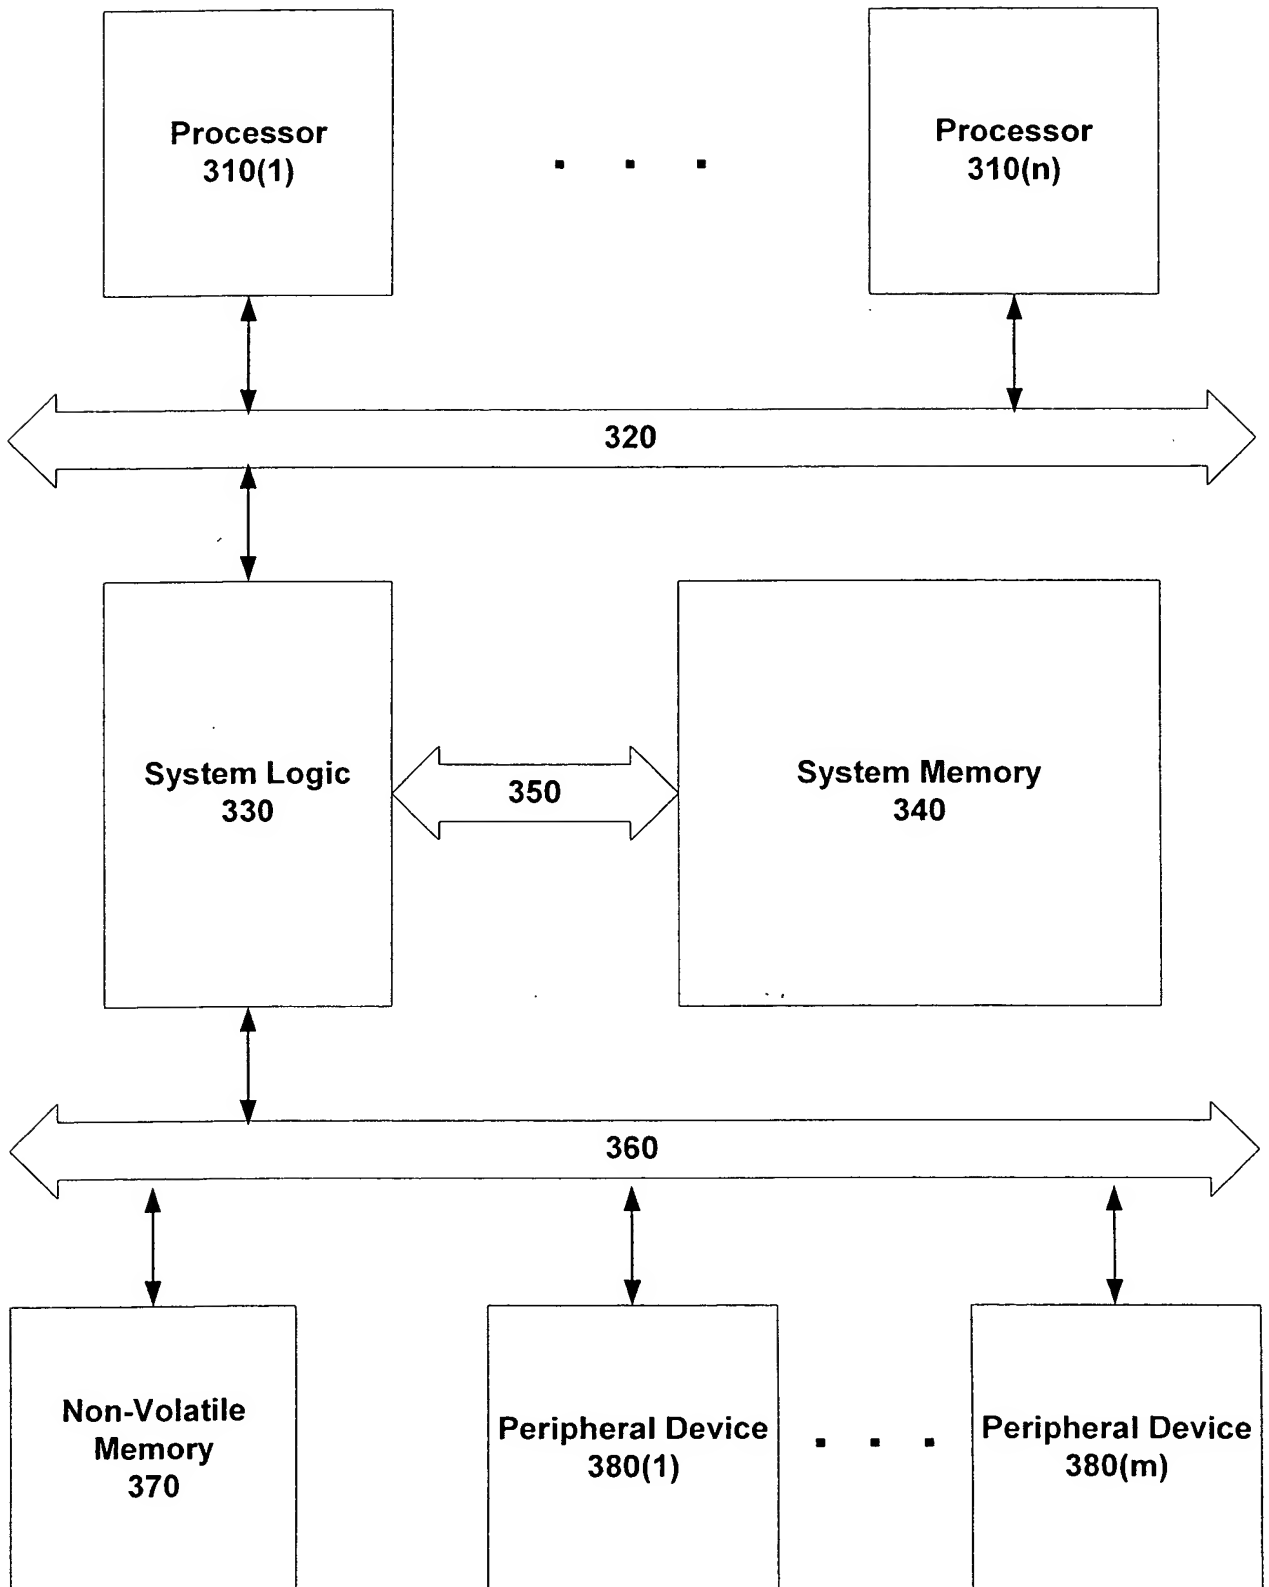 Processor
310(1)
Processor
310(n)
320
System Logic
330
350
System Memory
340
360
Non-Volatile
Memory
370
Peripheral Device
380(1)
Peripheral Device
380(m)